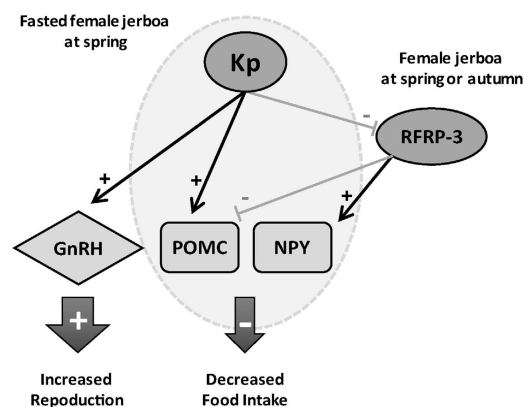 Fasted female jerboa
at spring
Kp
Female jerboa
at spring or autumn
-
RFRP-3
+
+
-
+
GnRH
POMC
NPY
+
-
Increased
Repoduction
Decreased
Food Intake